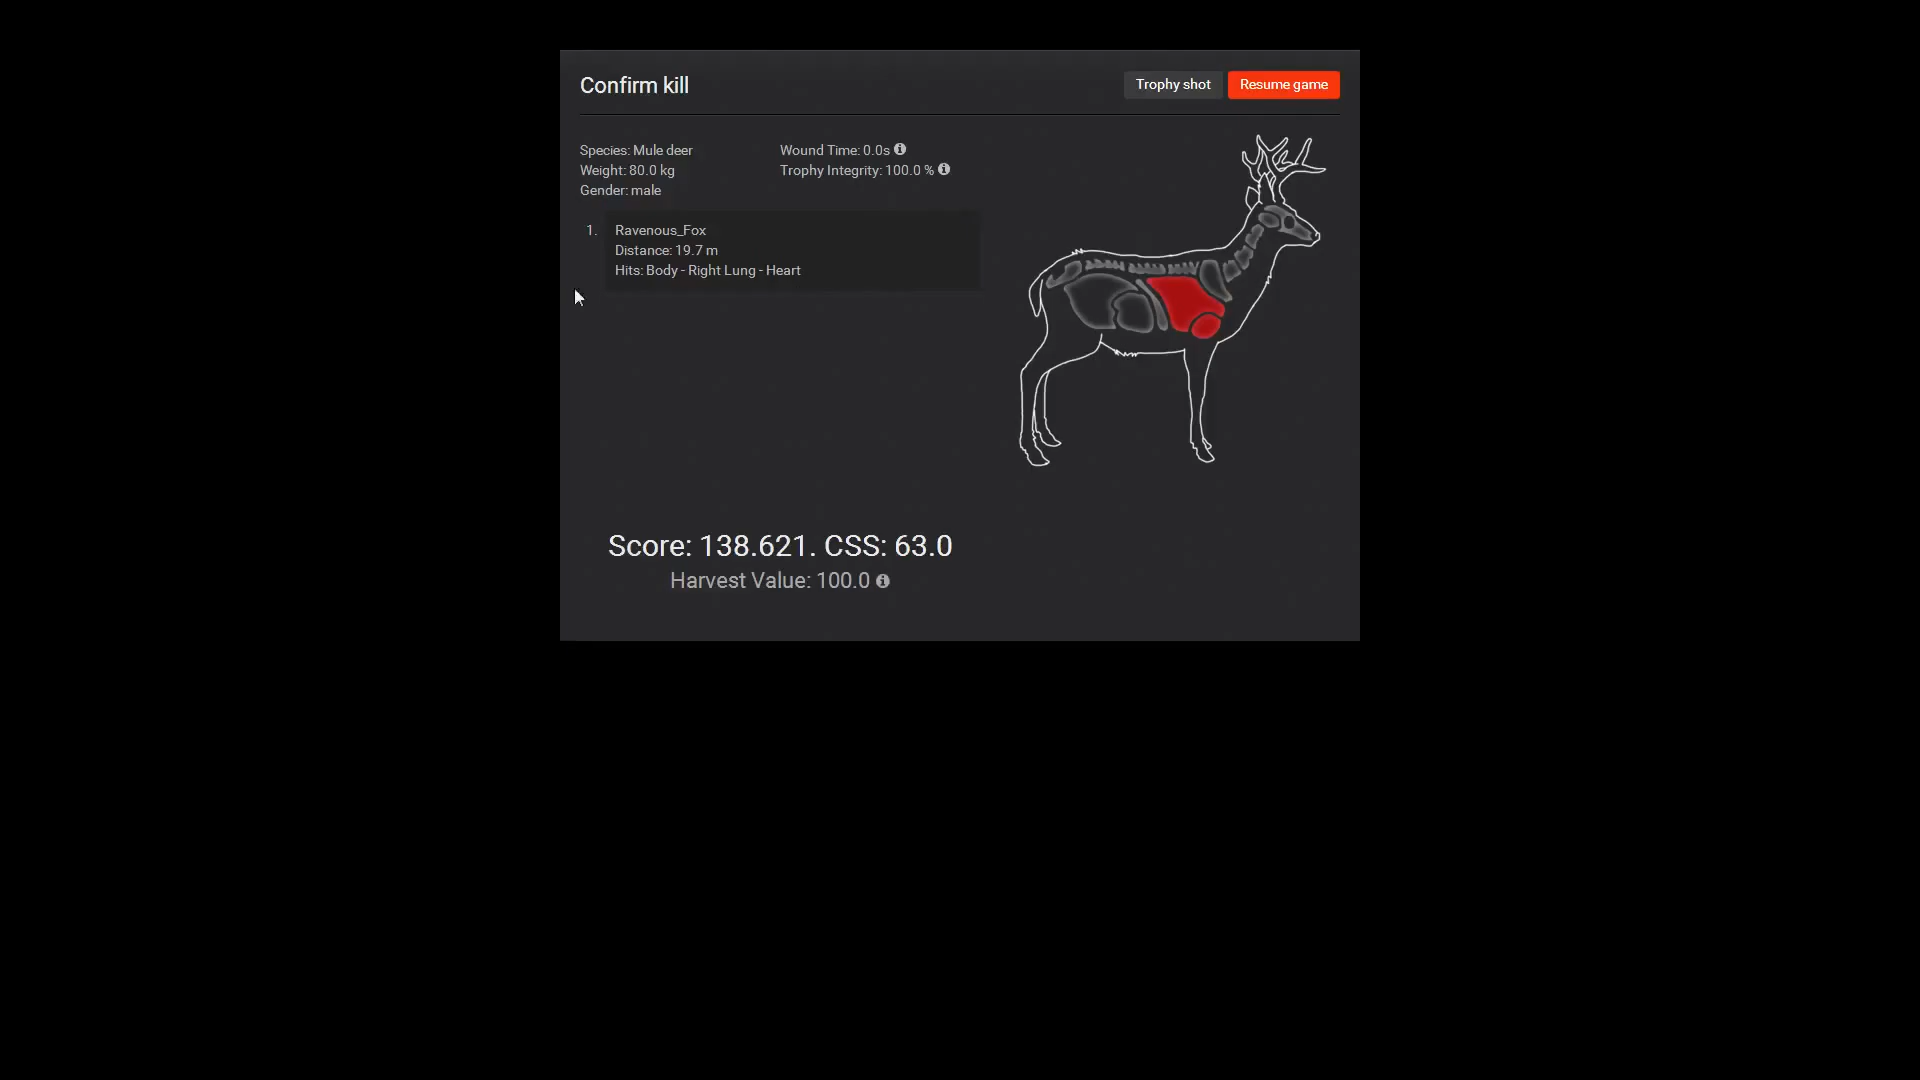 Confirm kill
Trophy shot
Resume game
Species: Mule deer
Weight: 80.0 kg
Gender: male
Wound Time: 0.0s
Trophy Integrity: 100.0 %
1.
Ravenous_Fox
Distance: 19.7 m
Hits: Body - Right Lung - Heart
Score: 138.621. CSS: 63.0
Harvest Value: 100.0